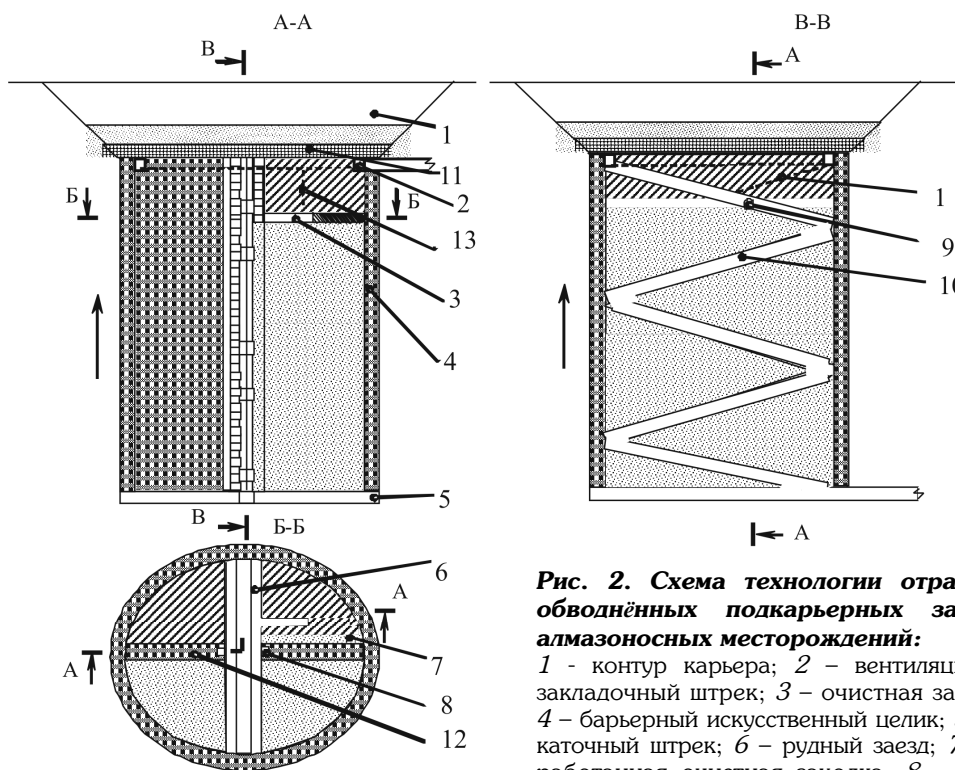 А-А
В-В
В
А
1
11
2
Б
Б
13
3
4
5
1
9
10
А
В
Б-Б
6
А
7
А
8
12
Рис. 2. Схема технологии отра
обводнённых подкарьерных за
алмазоносных месторождений:
1 - контур карьера; 2 – вентиляц
закладочный штрек; 3 – очистная за
4 – барьерный искусственный целик;
каточный штрек; 6 – рудный заезд; 7